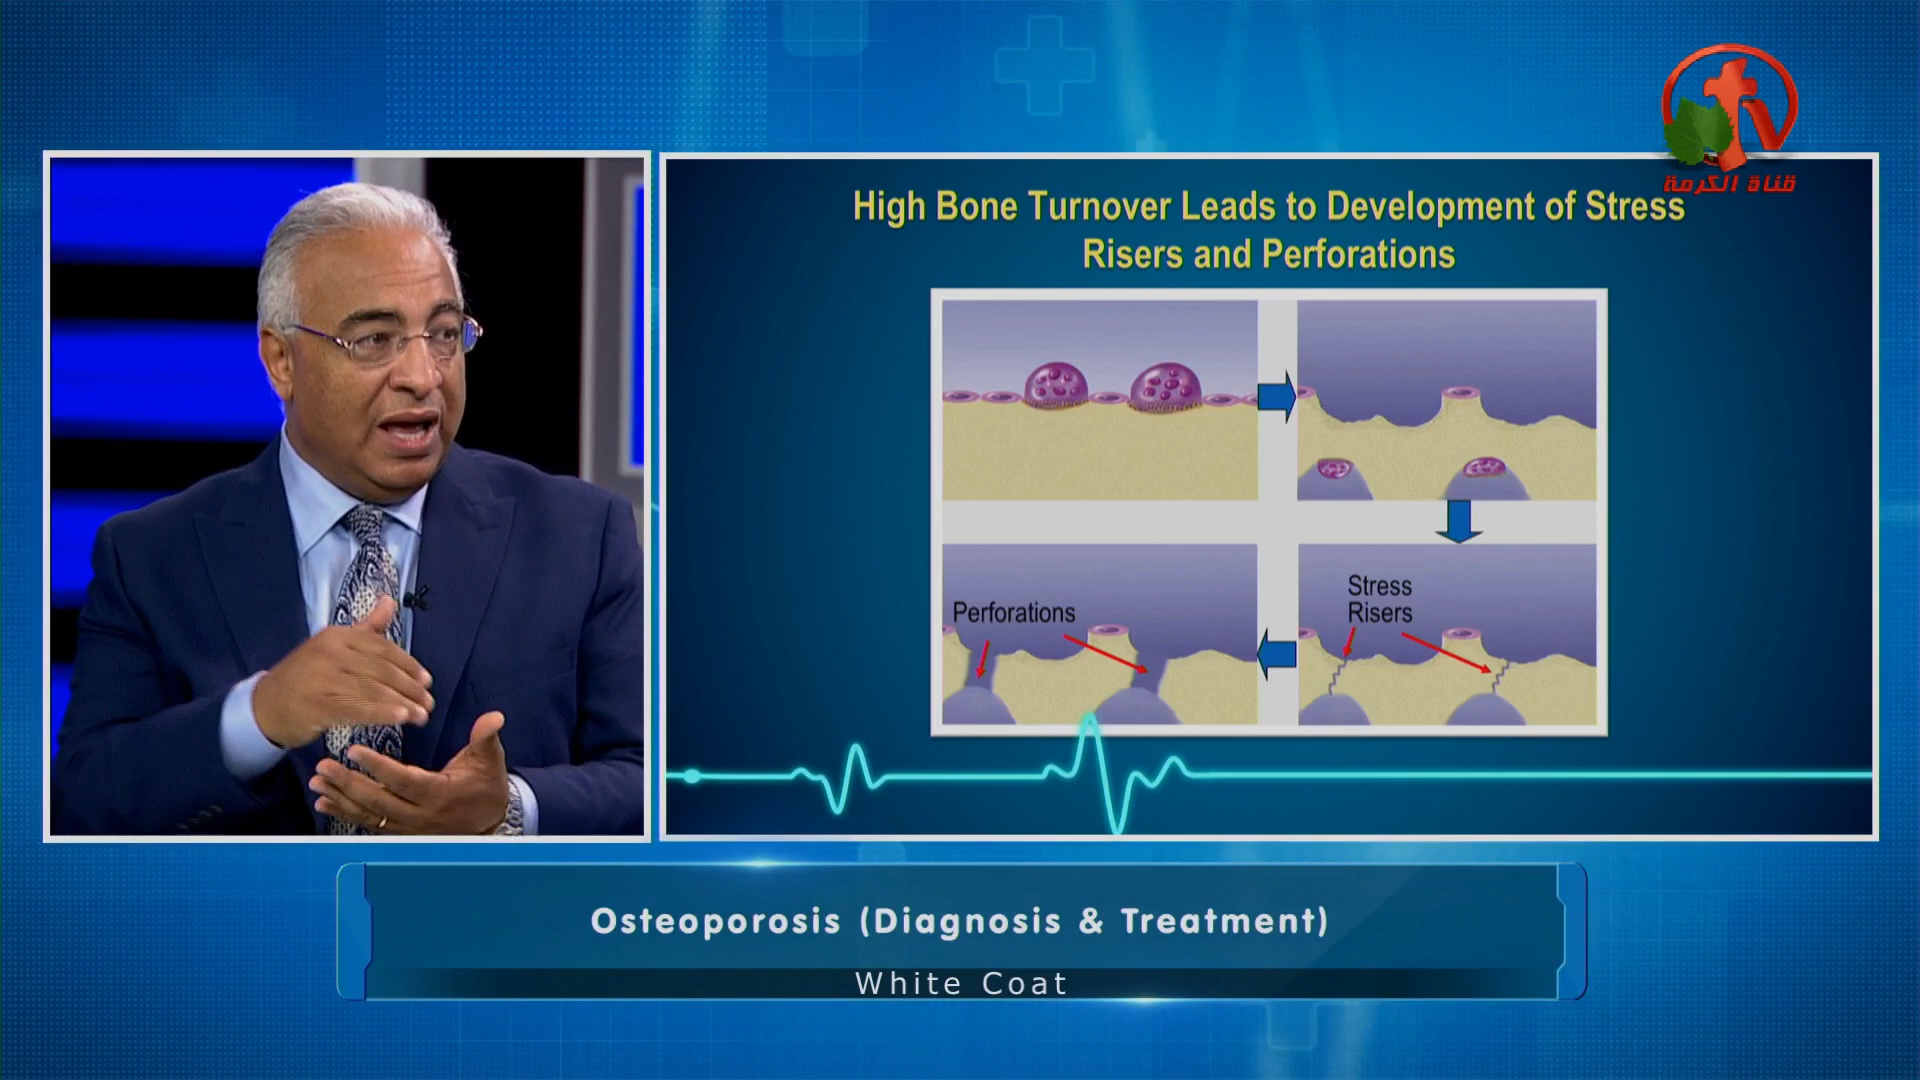 tv
قناة الكرمة
High Bone Turnover Leads to Development of Stress
Risers and Perforations
Stress
Risers
Perforations
Osteoporosis (Diagnosis & Treatment)
White Coat